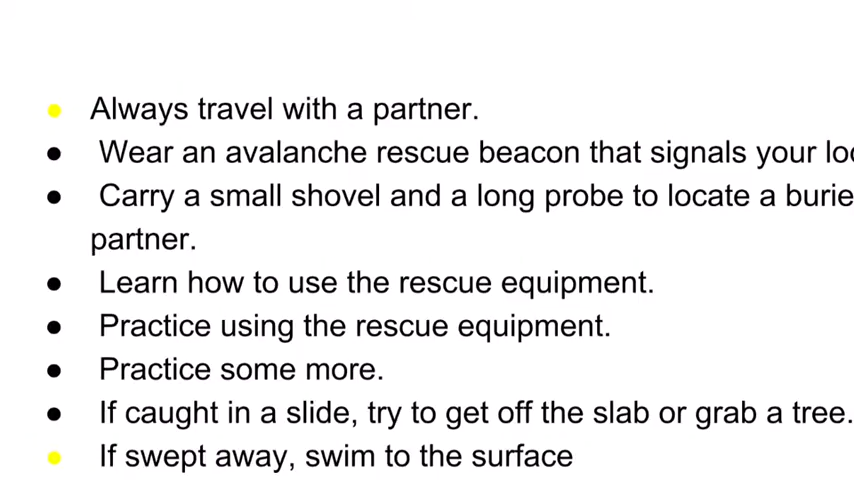 ● Always travel with a partner.
● Wear an avalanche rescue beacon that signals your
● Carry a small shovel and a long probe to locate a
partner.
● Learn how to use the rescue equipment.
● Practice using the rescue equipment.
● Practice some more.
● If caught in a slide, try to get off the slab or grab a tree.
● If swept away, swim to the surface